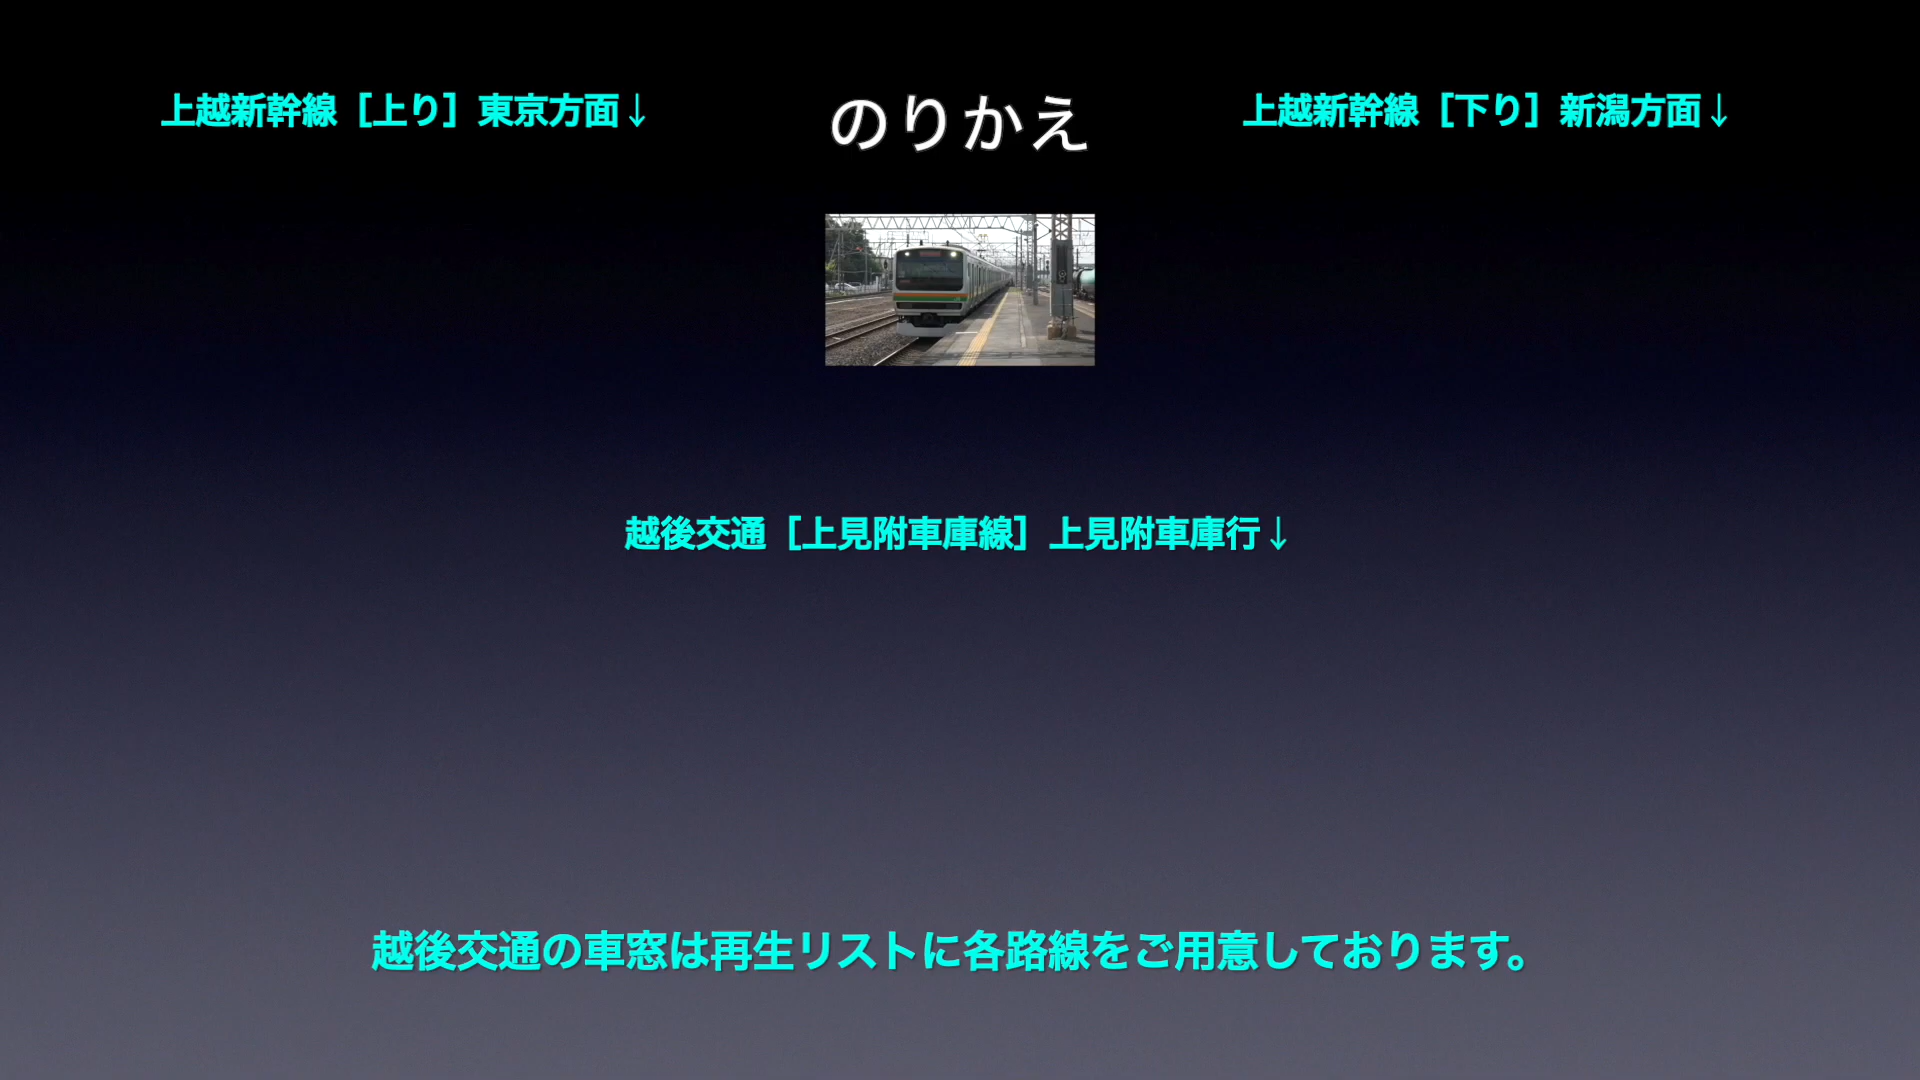 上越新幹線［上り］東京方面↓
のりかえ
上越新幹線［下り］新潟方面↓
越後交通［上見附車庫線］上見附車庫行↓
越後交通の車窓は再生リストに各路線をご用意しております。